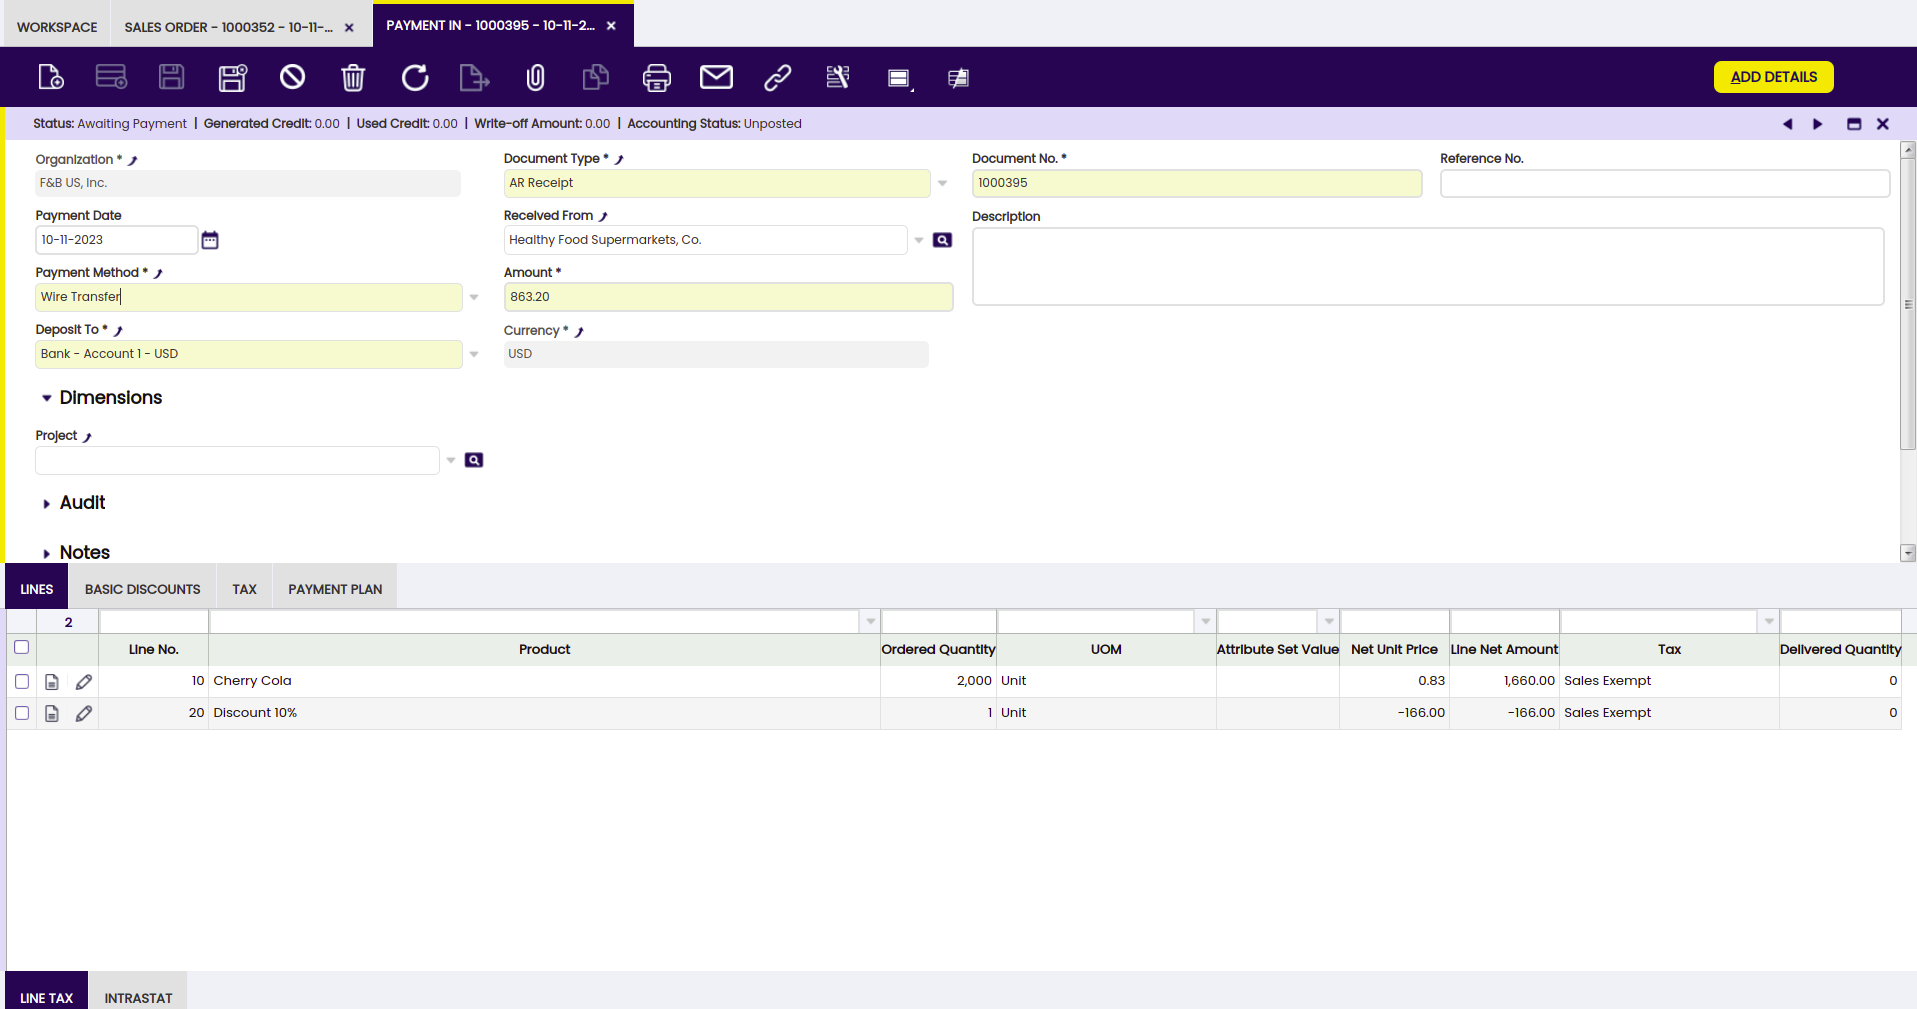 WORKSPACE
SALES ORDER - 1000352 - 10-11-...
PAYMENT IN - 1000395 - 10-11-2...
ADD DETAILS
Status: Awaiting Payment | Generated Credit: 0.00 | Used Credit: 0.00 | Write-off Amount: 0.00 | Accounting Status: Unposted
Organization * Document Type * Document No. * Reference No.
F&B US, Inc. AR Receipt 1000395
Payment Date Received From Description
10-11-2023 Healthy Food Supermarkets, Co.
Payment Method * Amount *
Wire Transfer 863.20
Deposit To * Currency *
Bank - Account 1 - USD USD
Dimensions
Project
Audit
Notes
LINES BASIC DISCOUNTS TAX PAYMENT PLAN
2
Line No. Product Ordered Quantity UOM Attribute Set Value Net Unit Price Line Net Amount Tax Delivered Quantity
10 Cherry Cola 2,000 Unit 0.83 1,660.00 Sales Exempt 0
20 Discount 10% 1 Unit -166.00 -166.00 Sales Exempt 0
LINE TAX INTRASTAT